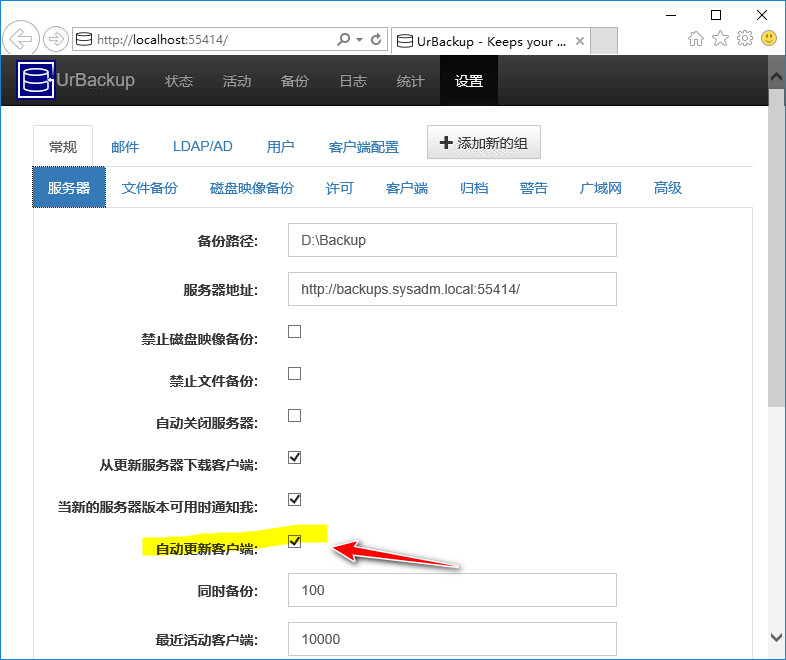 http://localhost:55414/
UrBackup - Keeps your ...
UrBackup 状态 活动 备份 日志 统计 设置
常规 邮件 LDAP/AD 用户 客户端配置 添加新的组
服务器 文件备份 磁盘映像备份 许可 客户端 归档 警告 广域网 高级
备份路径: D:\Backup
服务器地址: http://backups.sysadm.local:55414/
禁止磁盘映像备份:
禁止文件备份:
自动关闭服务器:
从更新服务器下载客户端:
当新的服务器版本可用时通知我:
自动更新客户端:
同时备份: 100
最近活动客户端: 10000